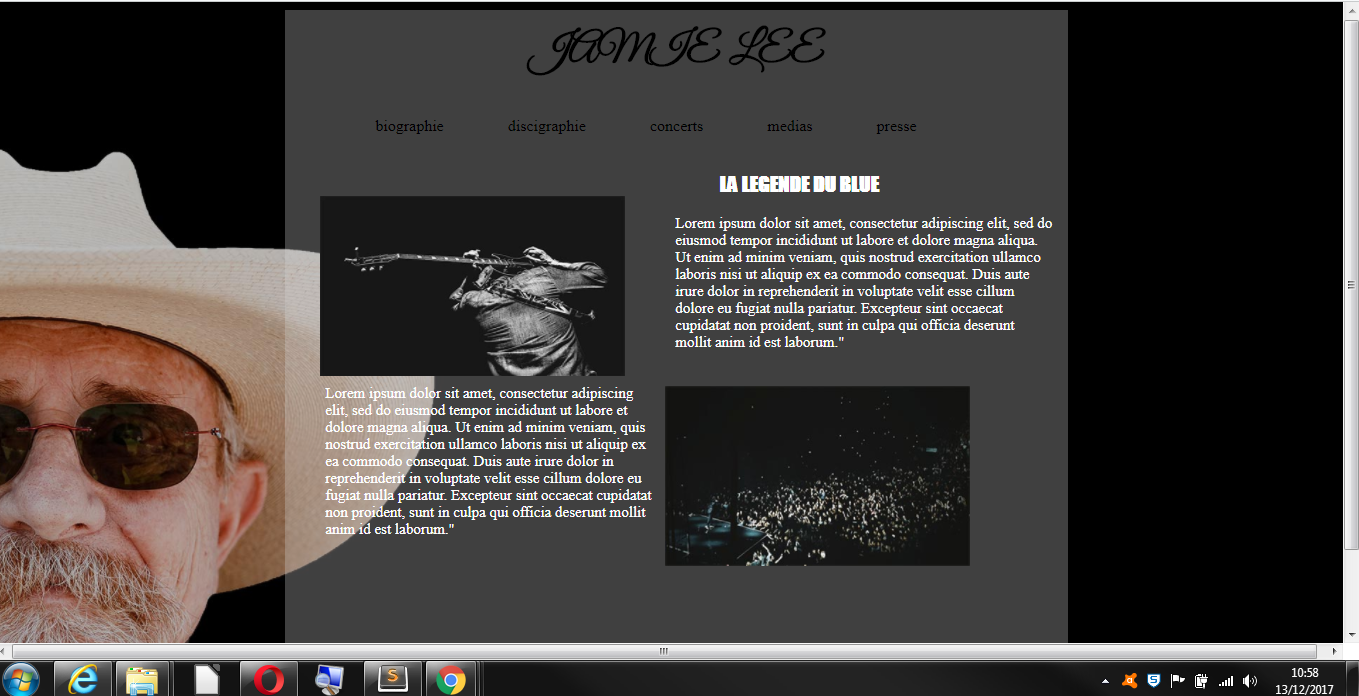 JAMIE LEE
biographie discigraphie concerts medias presse
LA LEGENDE DU BLUE
Lorem ipsum dolor sit amet, consectetur adipiscing elit, sed do
eiusmod tempor incididunt ut labore et dolore magna aliqua.
Ut enim ad minim veniam, quis nostrud exercitation ullamco
laboris nisi ut aliquip ex ea commodo consequat. Duis aute
irure dolor in reprehenderit in voluptate velit esse cillum
dolore eu fugiat nulla pariatur. Excepteur sint occaecat
cupidatat non proident, sunt in culpa qui officia deserunt
mollit anim id est laborum."
Lorem ipsum dolor sit amet, consectetur adipiscing
elit, sed do eiusmod tempor incididunt ut labore et
dolore magna aliqua. Ut enim ad minim veniam, quis
nostrud exercitation ullamco laboris nisi ut aliquip ex
ea commodo consequat. Duis aute irure dolor in
reprehenderit in voluptate velit esse cillum dolore eu
fugiat nulla pariatur. Excepteur sint occaecat cupidatat
non proident, sunt in culpa qui officia deserunt mollit
anim id est laborum."
10:58
13/12/2017